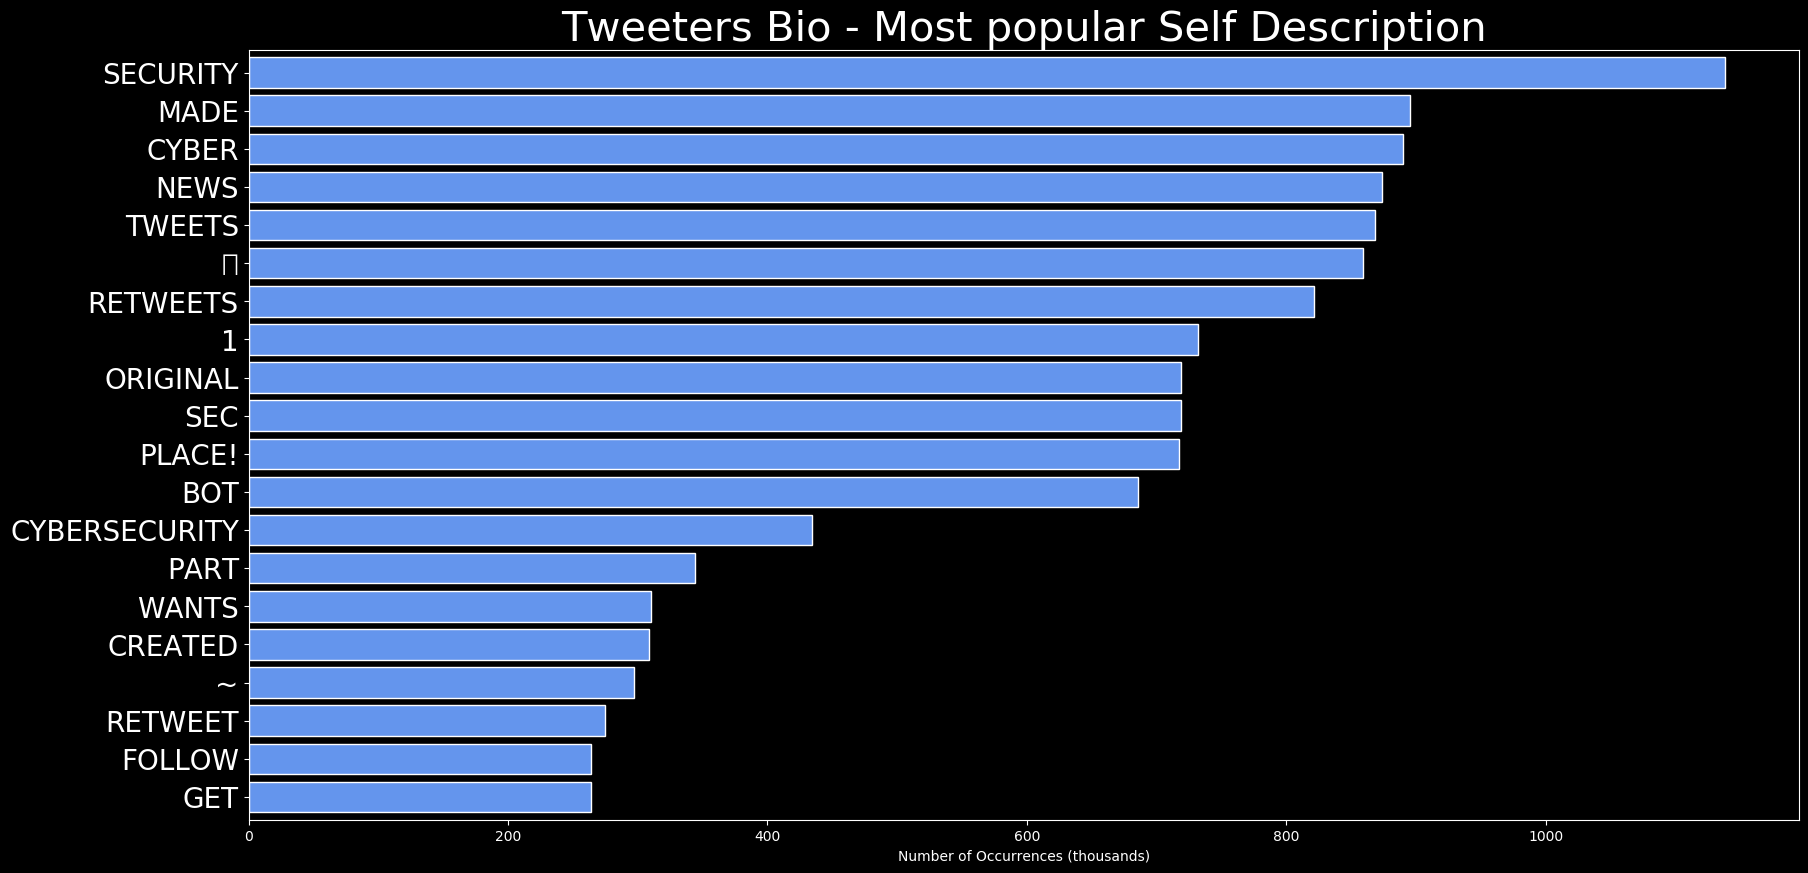 Tweeters Bio - Most popular Self Description
SECURITY
MADE
CYBER
NEWS
TWEETS
RETWEETS
1
ORIGINAL
SEC
PLACE!
BOT
CYBERSECURITY
PART
WANTS
CREATED
~
RETWEET
FOLLOW
GET
0 200 400 600 800 1000
Number of Occurrences (thousands)